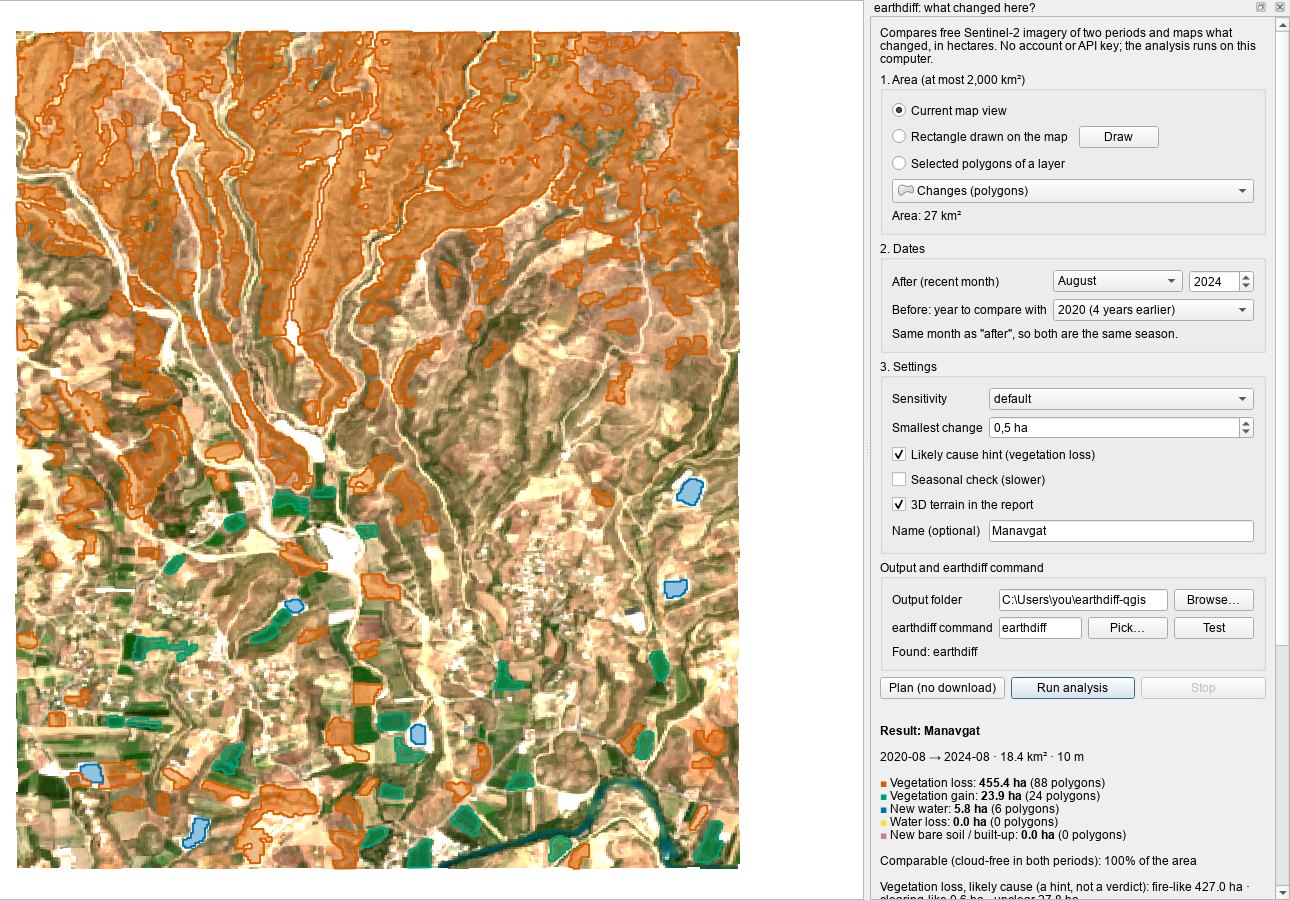 earthdiff: what changed here?
Compares free Sentinel-2 imagery of two periods and maps what
changed, in hectares. No account or API key; the analysis runs on this
computer.
1. Area (at most 2,000 km²)
Current map view
Rectangle drawn on the map
Draw
Selected polygons of a layer
Changes (polygons)
Area: 27 km²
2. Dates
After (recent month)
August
2024
Before: year to compare with
2020 (4 years earlier)
Same month as "after", so both are the same season.
3. Settings
Sensitivity
default
Smallest change
0,5 ha
Likely cause hint (vegetation loss)
Seasonal check (slower)
3D terrain in the report
Name (optional)
Manavgat
Output and earthdiff command
Output folder
C:\Users\you\earthdiff-qgis
Browse…
earthdiff command
earthdiff
Pick…
Test
Found: earthdiff
Plan (no download)
Run analysis
Stop
Result: Manavgat
2020-08 → 2024-08 · 18.4 km² · 10 m
Vegetation loss: 455.4 ha (88 polygons)
Vegetation gain: 23.9 ha (24 polygons)
New water: 5.8 ha (6 polygons)
Water loss: 0.0 ha (0 polygons)
New bare soil / built-up: 0.0 ha (0 polygons)
Comparable (cloud-free in both periods): 100% of the area
Vegetation loss, likely cause (a hint, not a verdict): fire-like 427.0 ha ·
clearing-like 0.6 ha · unclear 27.8 ha